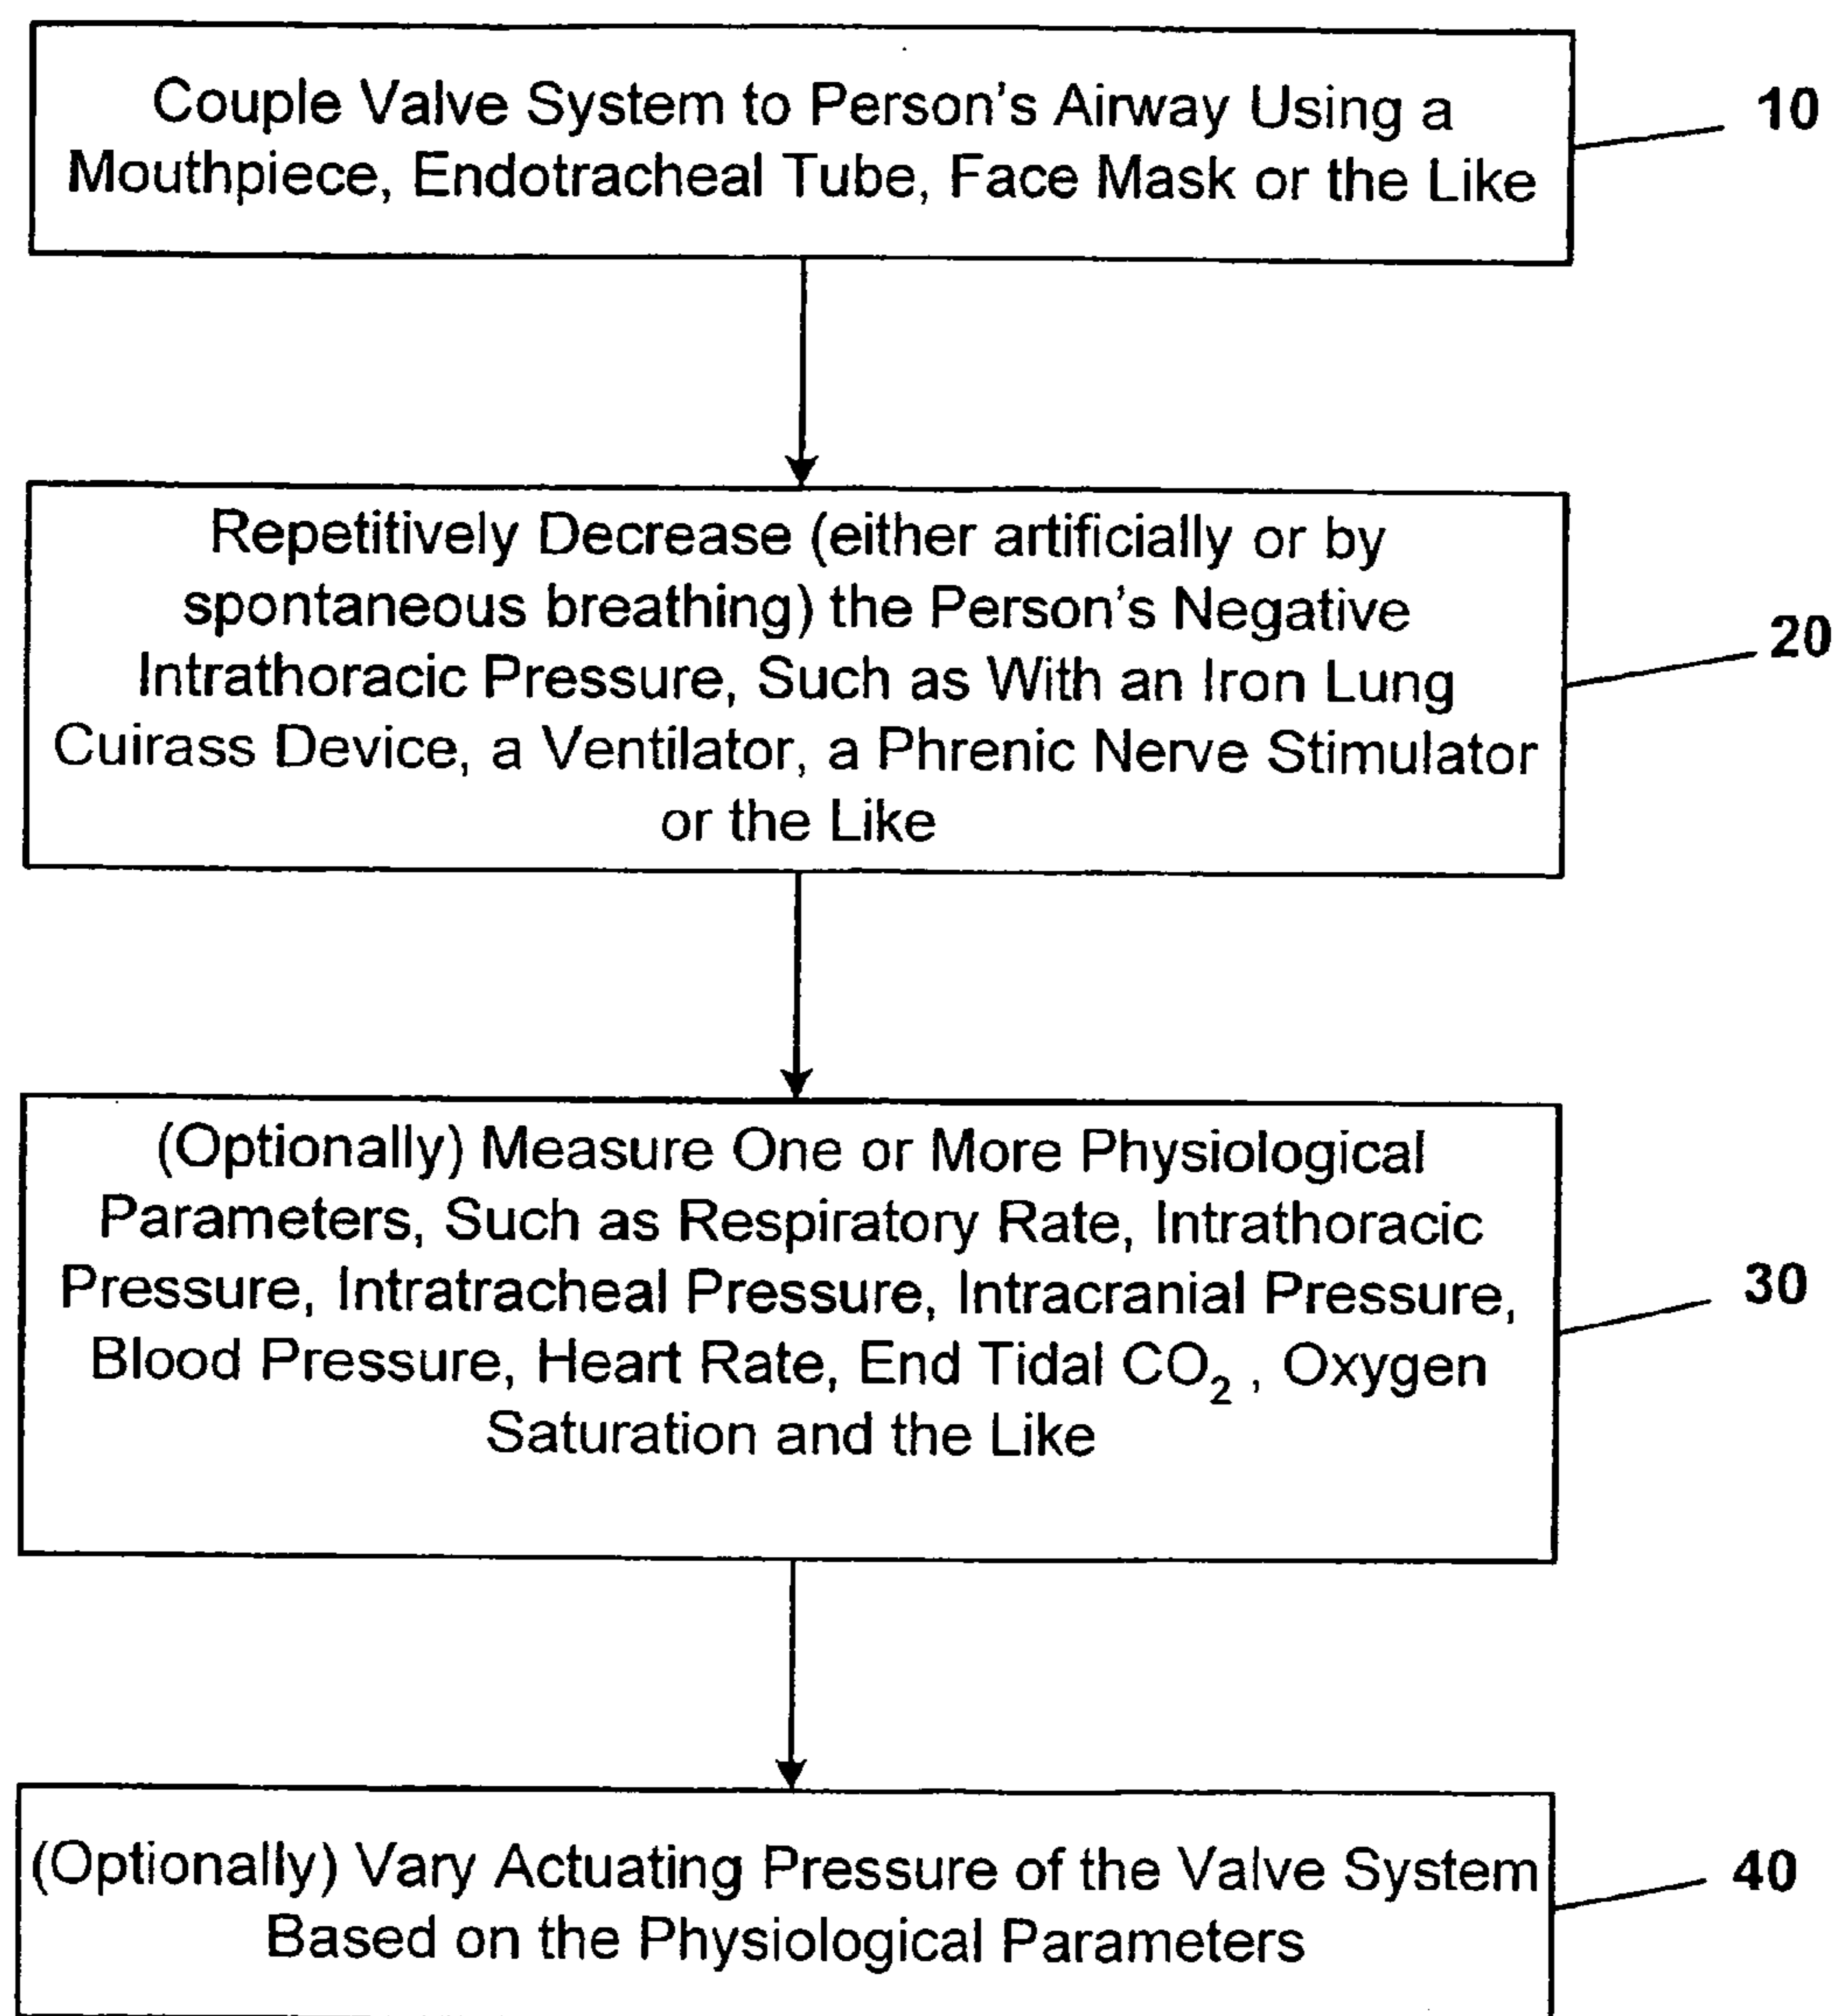 Couple Valve System to Person's Airway Using a
Mouthpiece, Endotracheal Tube, Face Mask or the Like
10
Repetitively Decrease (either artificially or by
spontaneous breathing) the Person's Negative
Intrathoracic Pressure, Such as With an Iron Lung
Cuirass Device, a Ventilator, a Phrenic Nerve Stimulator
or the Like
20
(Optionally) Measure One or More Physiological
Parameters, Such as Respiratory Rate, Intrathoracic
Pressure, Intratracheal Pressure, Intracranial Pressure,
Blood Pressure, Heart Rate, End Tidal CO₂ , Oxygen
Saturation and the Like
30
(Optionally) Vary Actuating Pressure of the Valve System
Based on the Physiological Parameters
40